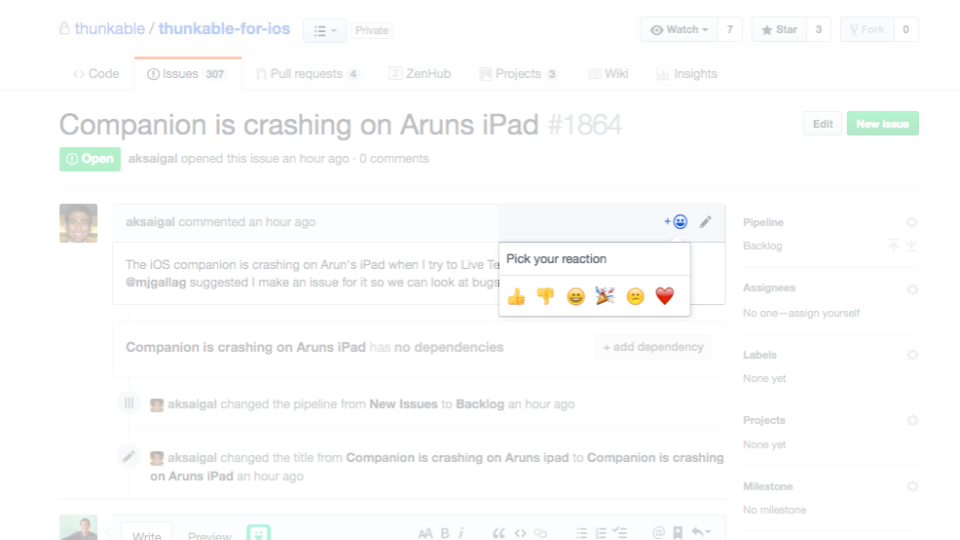 thunkable / thunkable-for-ios
Private
Watch 7
Star 3
Fork 0
Code
Issues 307
Pull requests 4
ZenHub
Projects 3
Wiki
Insights
Companion is crashing on Aruns iPad #1864
Edit
New issue
Open
aksaigal opened this issue an hour ago · 0 comments
aksaigal commented an hour ago
The iOS companion is crashing on Arun's iPad when I try to Live Te
@mjgallag suggested I make an issue for it so we can look at bugs
Pick your reaction
Companion is crashing on Aruns iPad has no dependencies
+ add dependency
aksaigal changed the pipeline from New Issues to Backlog an hour ago
aksaigal changed the title from Companion is crashing on Aruns ipad to Companion is crashing
on Aruns iPad an hour ago
Write
Preview
AA B i
Pipeline
Backlog
Assignees
No one—assign yourself
Labels
None yet
Projects
None yet
Milestone
No milestone